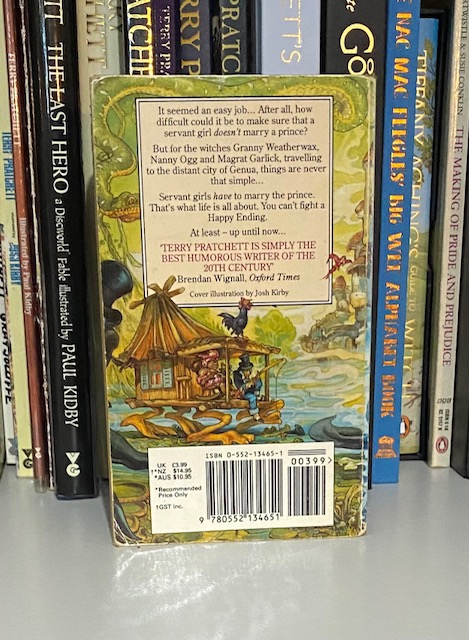 It seemed an easy job... After all, how
difficult could it be to make sure that a
servant girl doesn't marry a prince?
But for the witches Granny Weatherwax,
Nanny Ogg and Magrat Garlick, travelling
to the distant city of Genua, things are never
that simple...
Servant girls have to marry the prince.
That's what life is all about. You can't fight a
Happy Ending.
At least – up until now...
'TERRY PRATCHETT IS SIMPLY THE
BEST HUMOROUS WRITER OF THE
20TH CENTURY'
Brendan Wignall, Oxford Times
Cover illustration by Josh Kirby
UK £3.99
†*NZ $14.95
*AUS $10.95
*Recommended
Price Only
†GST inc.
ISBN 0-552-13465-1
00399>
9 780552 134651
THE LAST HERO
a Discworld Fable illustrated by PAUL KIDBY
NAC MAC FEEGLES' BIG WEE ALPHABET BOOK
THE MAKING OF PRIDE AND PREJUDICE